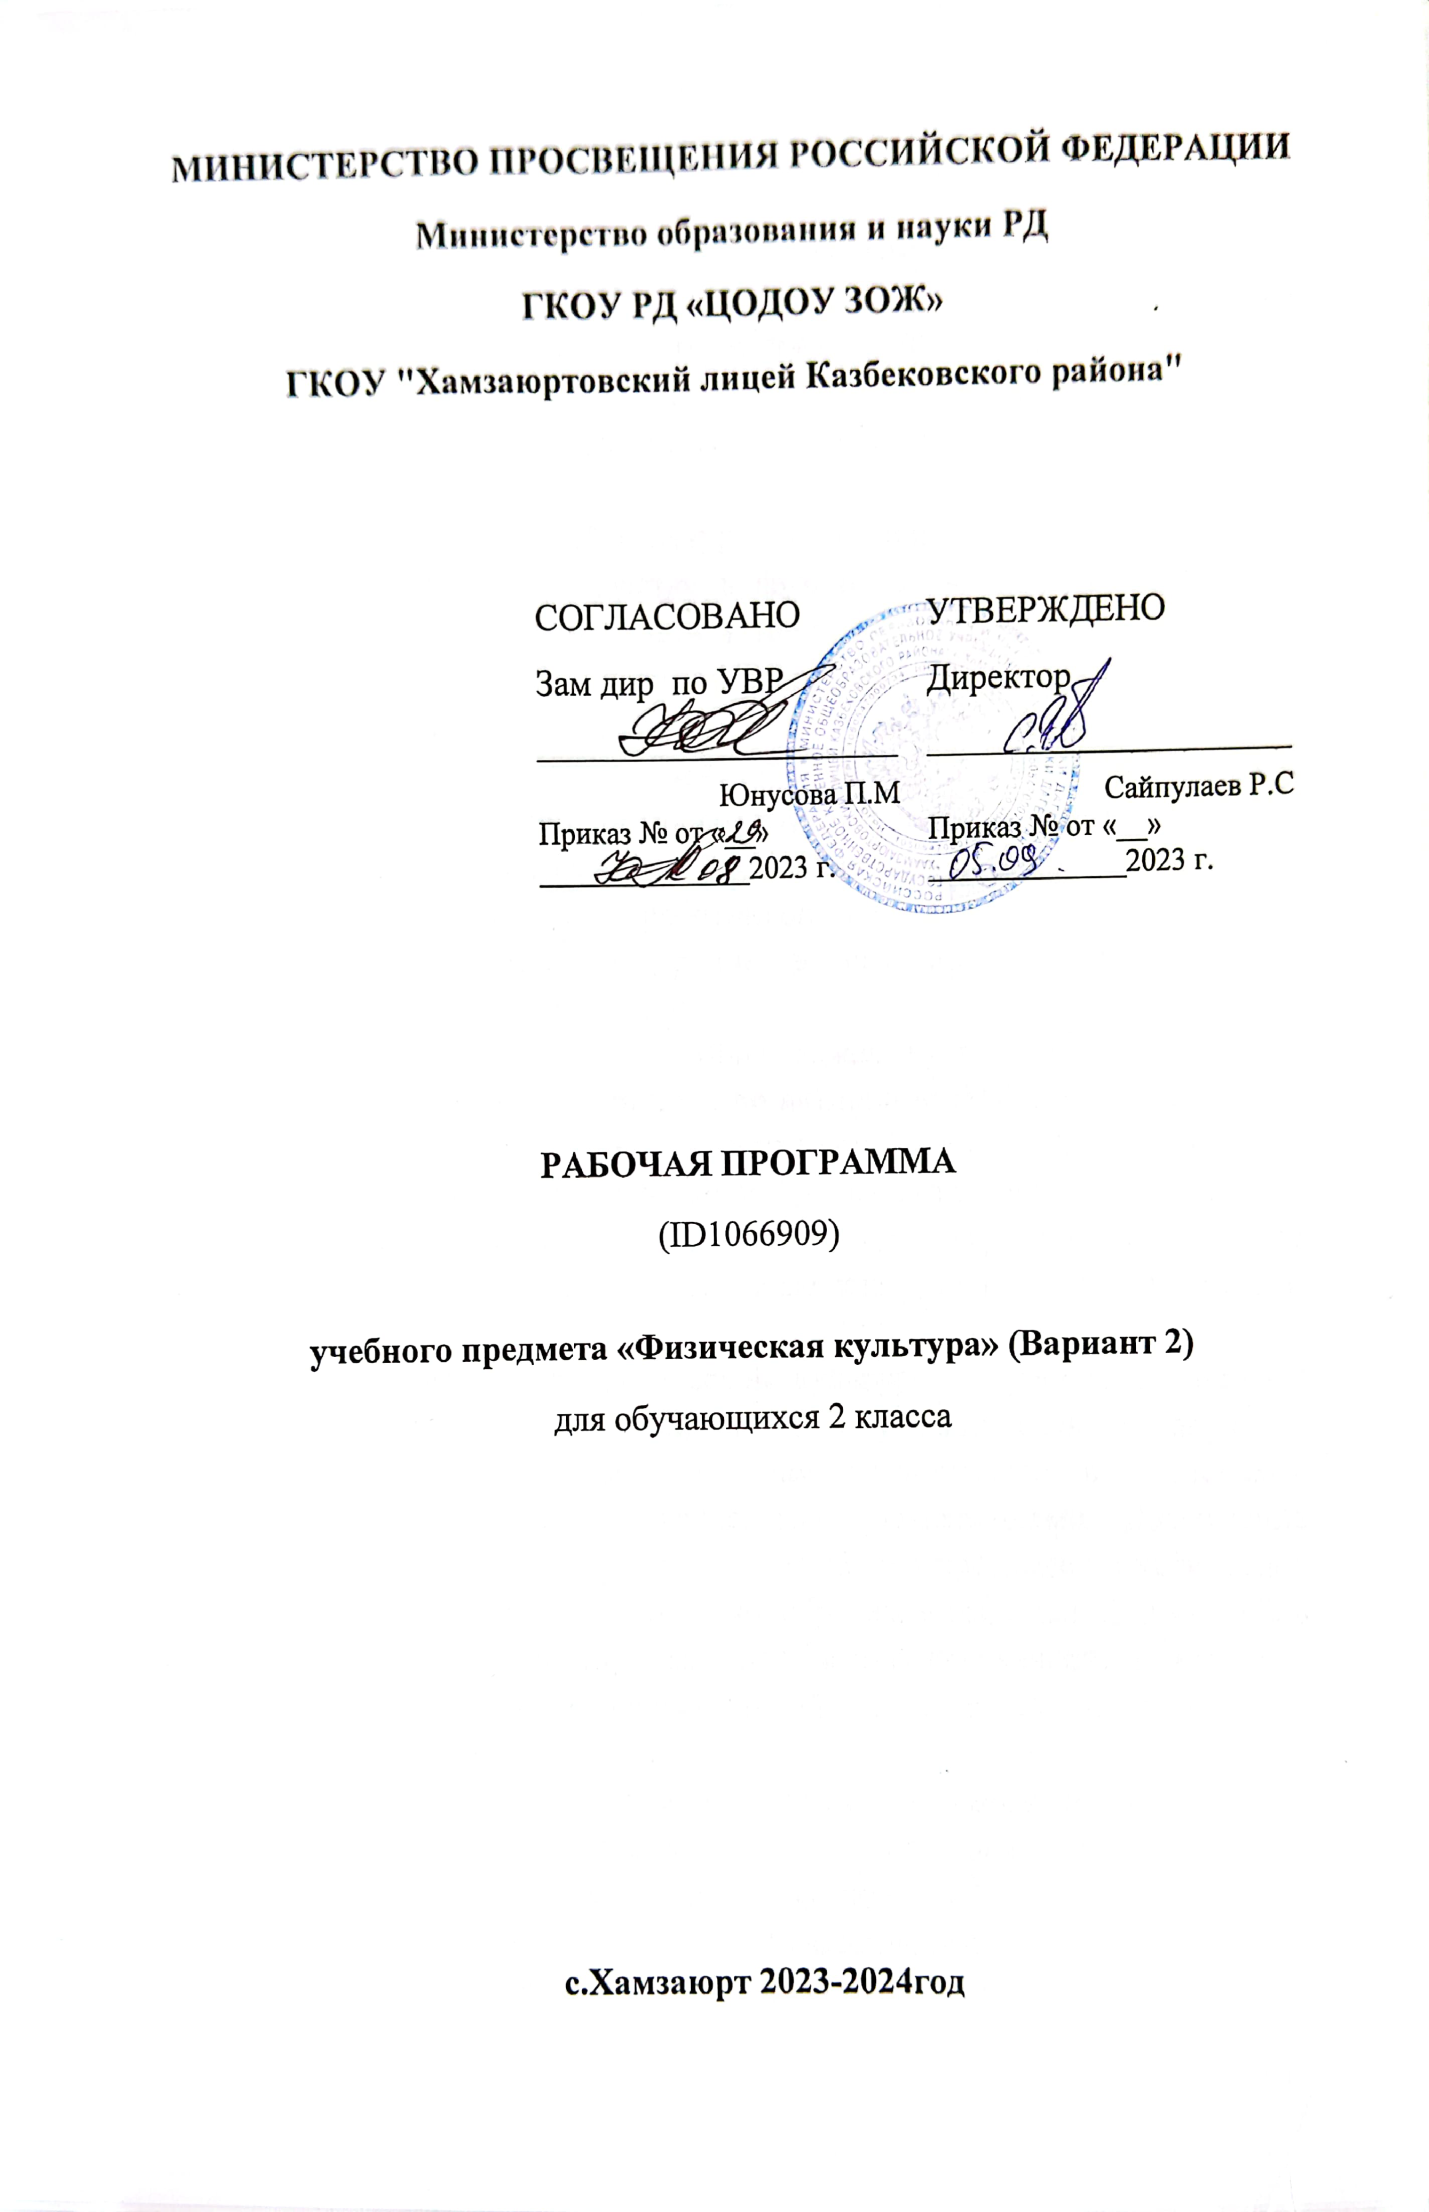 МИНИСТЕРСТВО ПРОСВЕЩЕНИЯ РОССИЙСКОЙ ФЕДЕРАЦИИ
Министерство образования и науки РД
ГКОУ РД «ЦОДОУ ЗОЖ»
ГКОУ "Хамзаюртовский лицей Казбековского района"
СОГЛАСОВАНО
Зам дир по УВР
Юнусова П.М
Приказ № от «29»
08 2023 г.
УТВЕРЖДЕНО
Директор
Сайпулаев Р.С
Приказ № от «__»
05.09. 2023 г.
РАБОЧАЯ ПРОГРАММА
(ID1066909)
учебного предмета «Физическая культура» (Вариант 2)
для обучающихся 2 класса
с.Хамзаюрт 2023-2024год